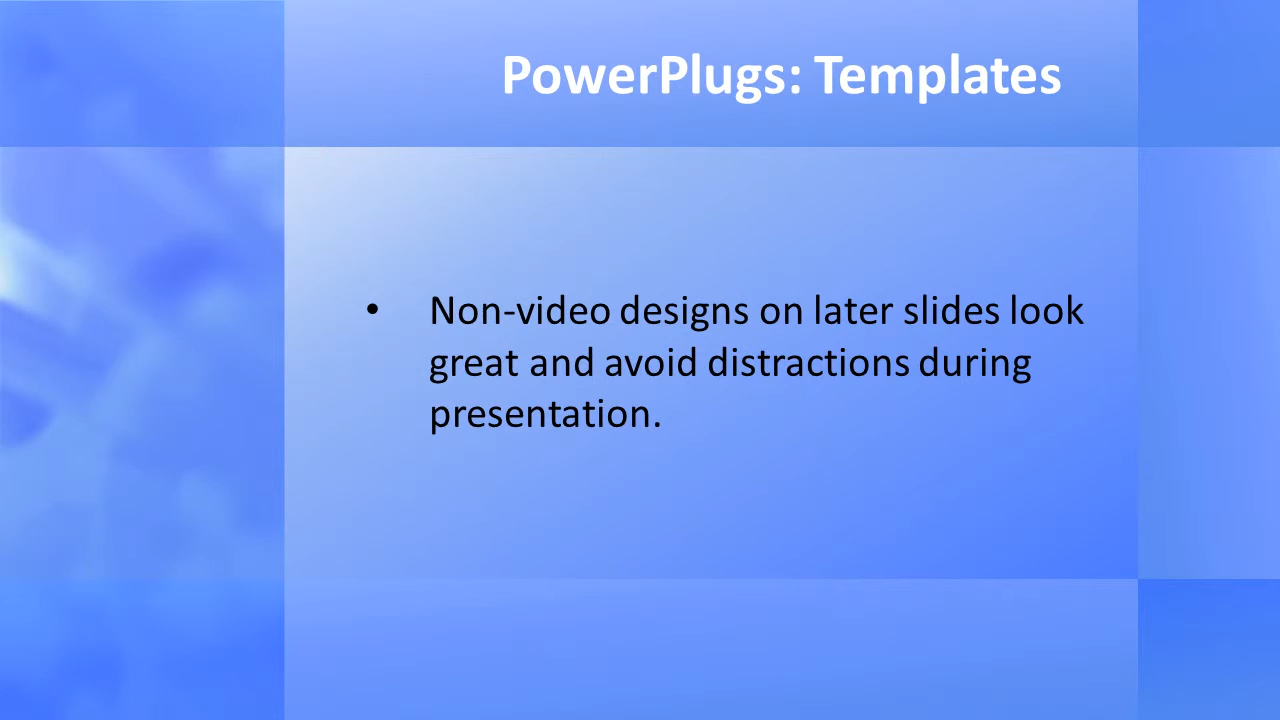 PowerPlugs: Templates
• Non-video designs on later slides look
great and avoid distractions during
presentation.